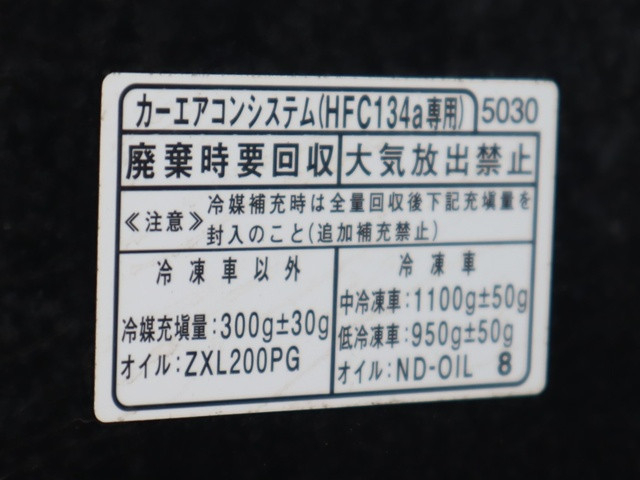 カーエアコンシステム(HFC134a専用) 5030
廃棄時要回収 大気放出禁止
≪注意≫ 冷媒補充時は全量回収後下記充填量を
封入のこと(追加補充禁止)
冷凍車以外
冷媒充填量:300g±30g
オイル:ZXL200PG
冷凍車
中冷凍車:1100g±50g
低冷凍車:950g±50g
オイル:ND-OIL 8